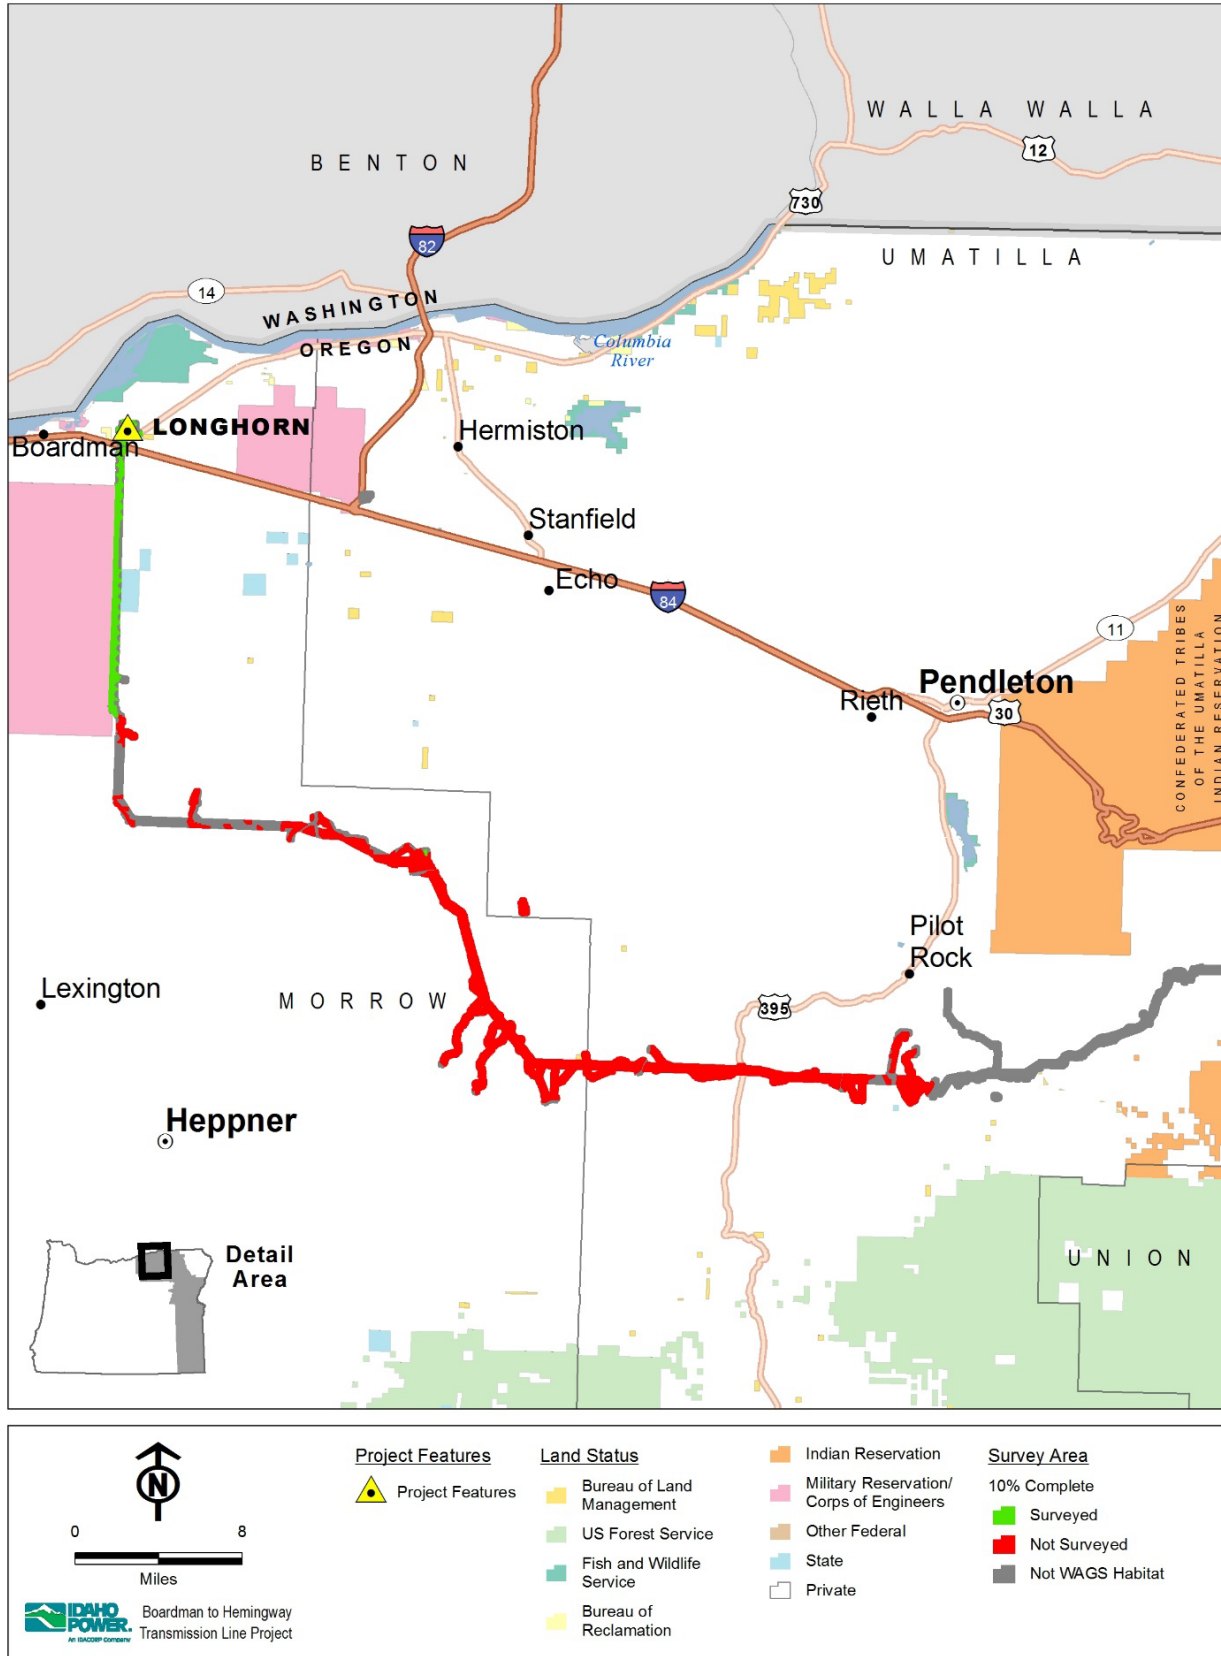 WALLA WALLA
12
BENTON
730
UMATILLA
82
14
WASHINGTON
OREGON
Columbia
River
LONGHORN
Boardman
Hermiston
Stanfield
Echo
84
11
CONFEDERATED TRIBES
OF THE UMATILLA
INDIAN RESERVATION
Pendleton
Rieth
30
Pilot
Rock
Lexington
MORROW
395
Heppner
Detail
Area
UNION
N
0 8
Miles
IDAHO
POWER.
An IDACORP Company
Boardman to Hemingway
Transmission Line Project
Project Features
Project Features
Land Status
Bureau of Land
Management
US Forest Service
Fish and Wildlife
Service
Bureau of
Reclamation
Indian Reservation
Military Reservation/
Corps of Engineers
Other Federal
State
Private
Survey Area
10% Complete
Surveyed
Not Surveyed
Not WAGS Habitat